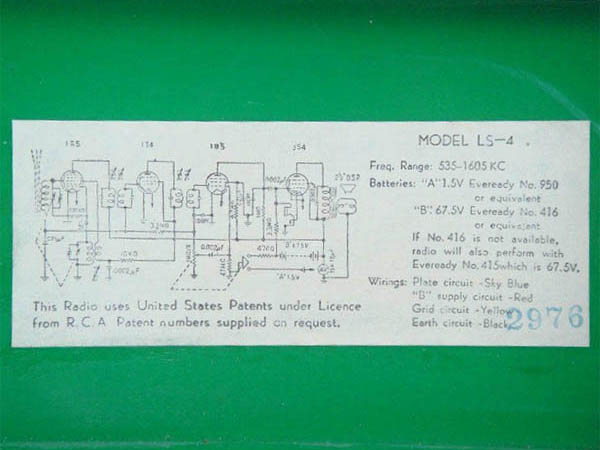 1T4
3S4
MODEL LS-4
Freq. Range: 535-1605 KC
Batteries: "A" 1.5V Eveready No. 950
or equivalent
"B" 67.5V Eveready No. 416
or equivalent
If No. 416 is not available,
radio will also perform with
Eveready No. 415 which is 67.5V.
Wirings: Plate circuit -Sky Blue
"B" supply circuit -Red
Grid circuit -Yellow
Earth circuit -Black
2976
This Radio uses United States Patents under Licence
from R.C.A Patent numbers supplied on request.